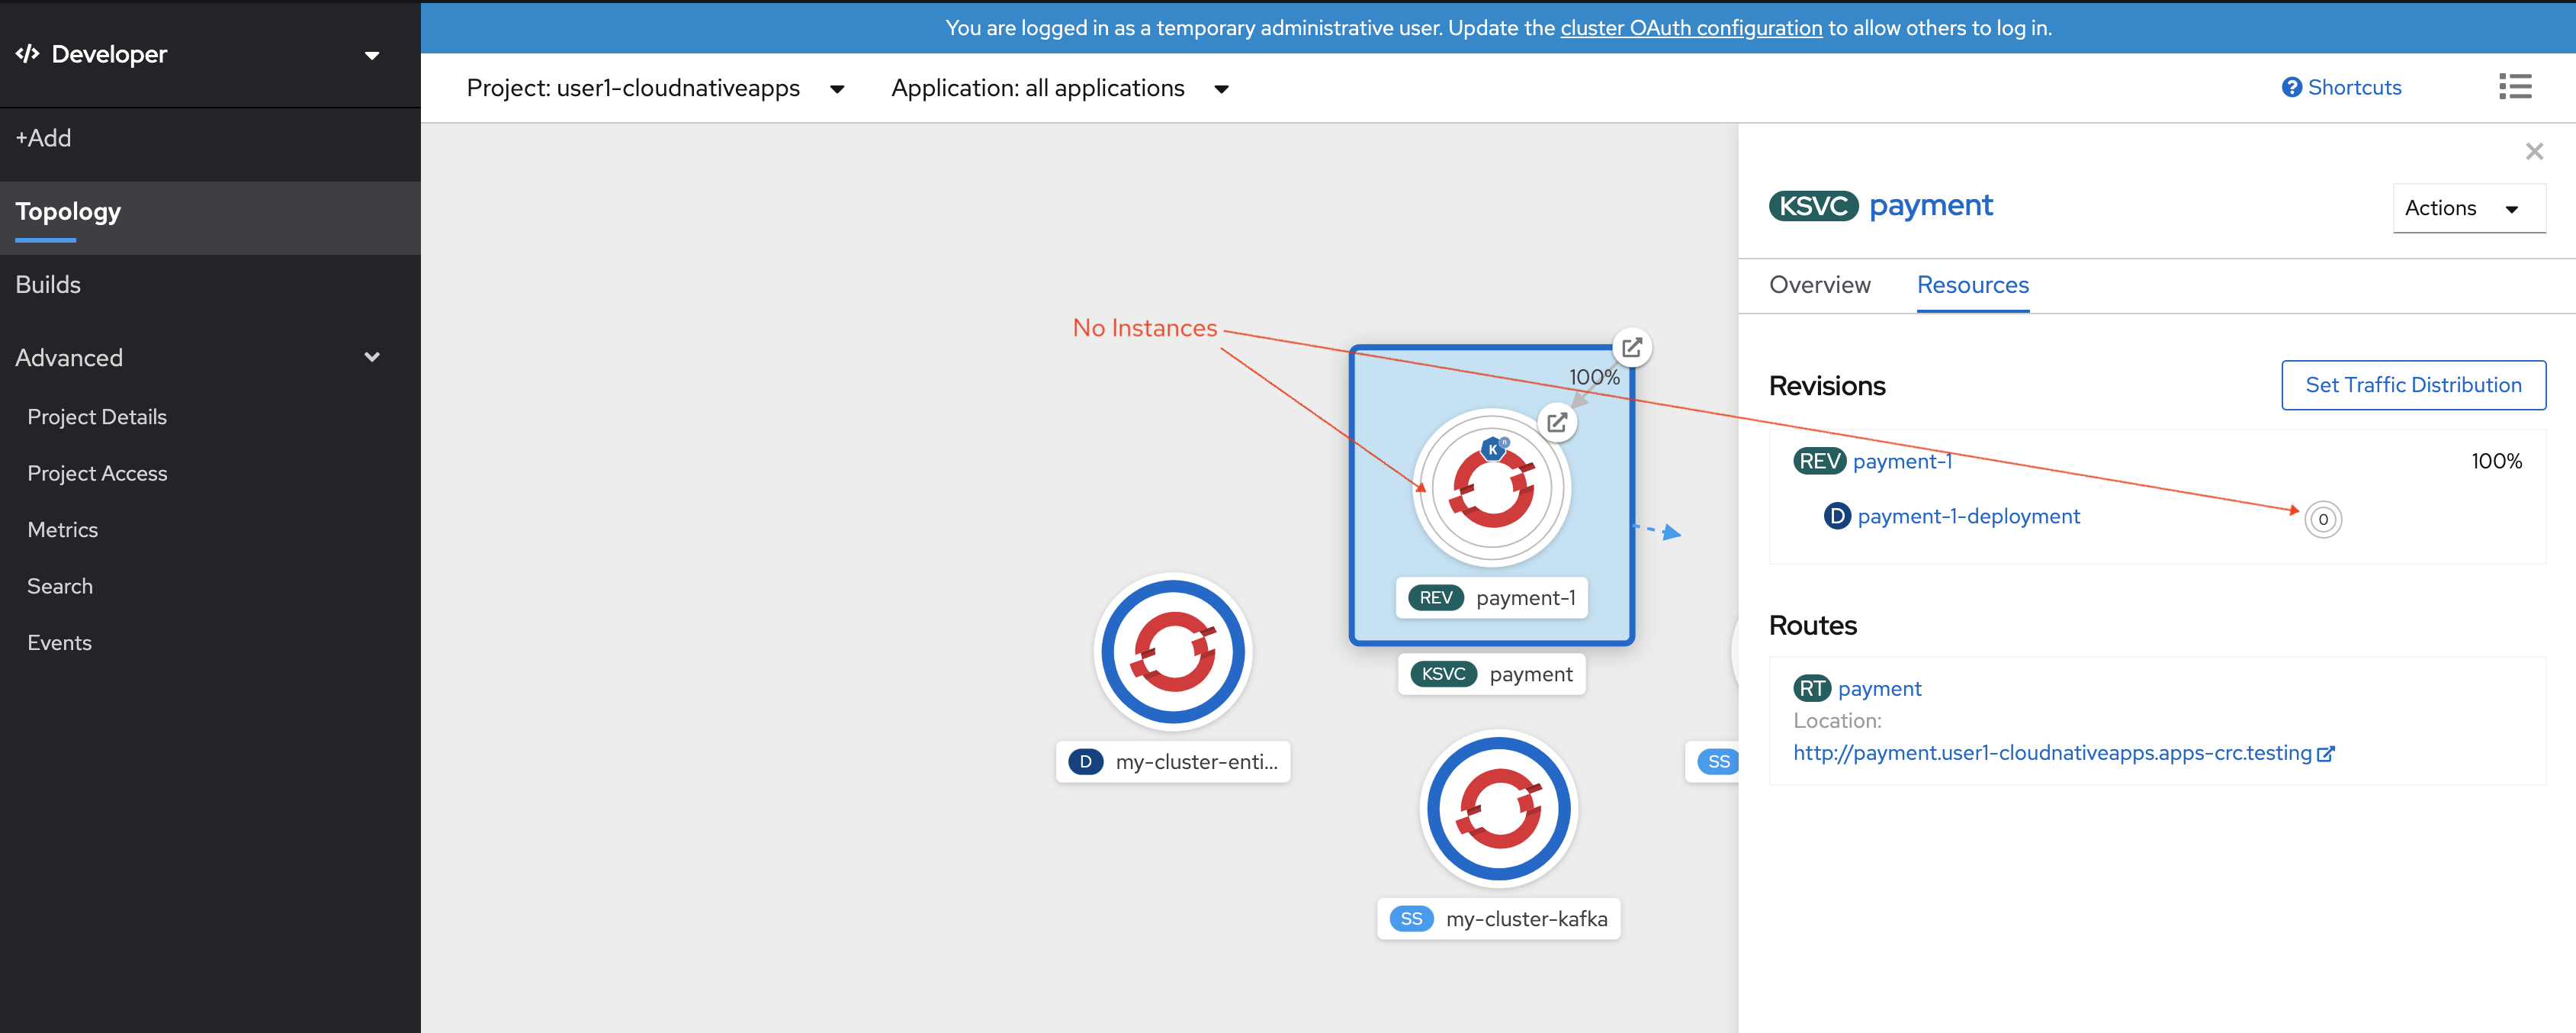 You are logged in as a temporary administrative user. Update the cluster OAuth configuration to allow others to log in.
</> Developer
+Add
Topology
Builds
Advanced
Project Details
Project Access
Metrics
Search
Events
Project: user1-cloudnativeapps
Application: all applications
? Shortcuts
No Instances
100%
K n
REV payment-1
KSVC payment
D my-cluster-enti...
SS my-cluster-kafka
SS
KSVC payment
Actions
Overview
Resources
Revisions
Set Traffic Distribution
REV payment-1
100%
D payment-1-deployment
0
Routes
RT payment
Location:
http://payment.user1-cloudnativeapps.apps-crc.testing